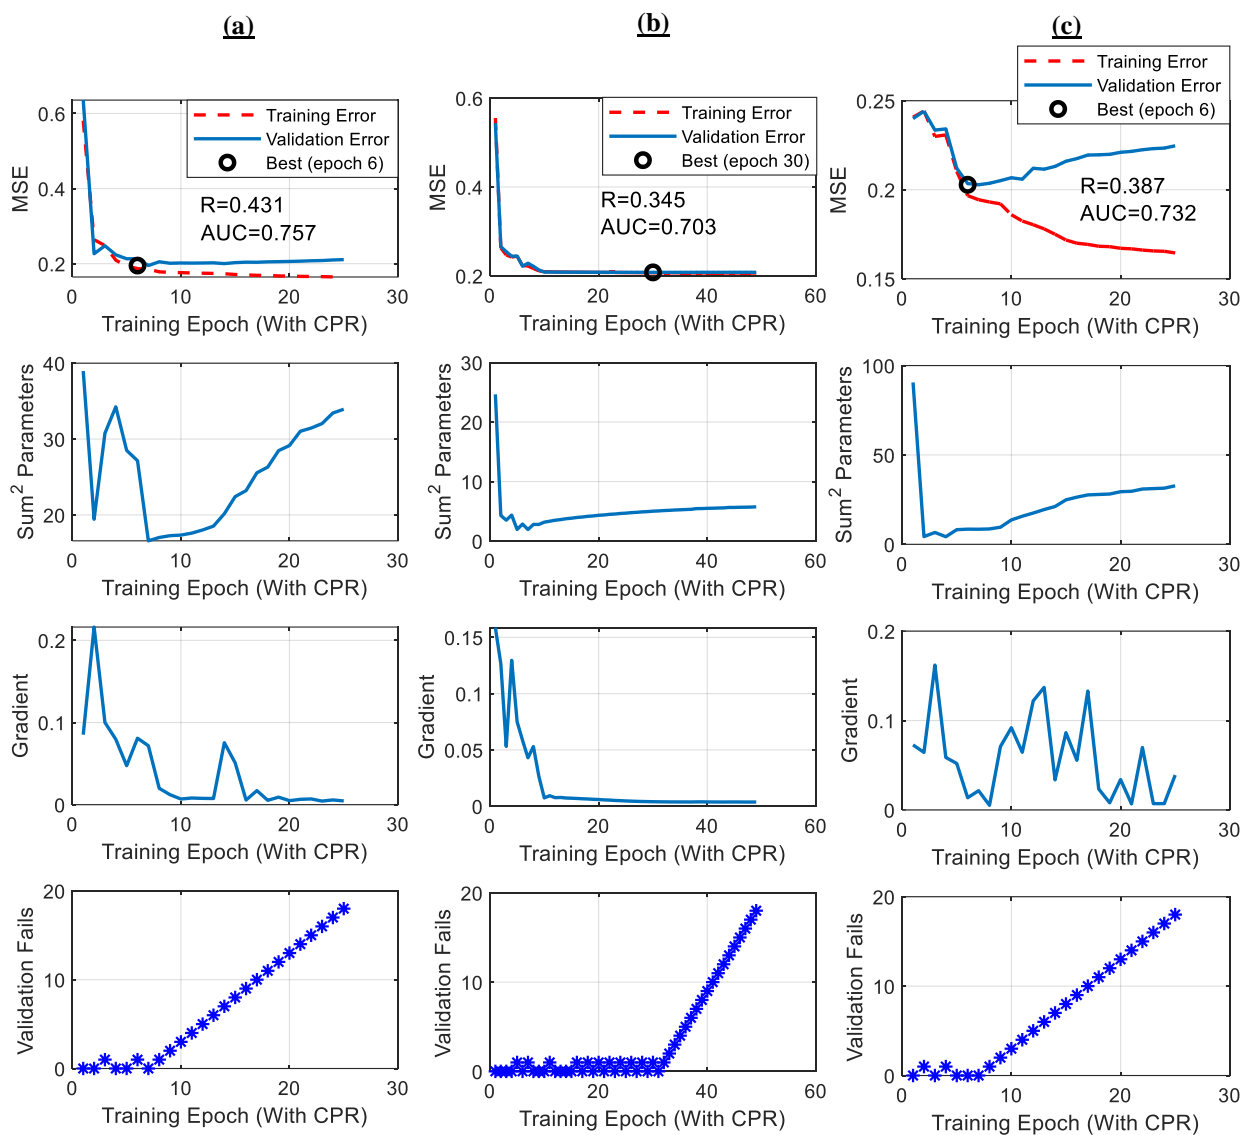 (a)
(b)
(c)
Training Error
Validation Error
Best (epoch 6)
R=0.431
AUC=0.757
0.6
0.4
0.2
MSE
0
10
20
30
Training Epoch (With CPR)
Training Error
Validation Error
Best (epoch 30)
R=0.345
AUC=0.703
0.6
0.4
0.2
MSE
0
20
40
60
Training Epoch (With CPR)
Training Error
Validation Error
Best (epoch 6)
R=0.387
AUC=0.732
0.25
0.2
0.15
MSE
0
10
20
30
Training Epoch (With CPR)
40
30
20
Sum² Parameters
0
10
20
30
Training Epoch (With CPR)
30
20
10
0
Sum² Parameters
0
20
40
60
Training Epoch (With CPR)
100
50
0
Sum² Parameters
0
10
20
30
Training Epoch (With CPR)
0.2
0.1
0
Gradient
0
10
20
30
Training Epoch (With CPR)
0.15
0.1
0.05
0
Gradient
0
20
40
60
Training Epoch (With CPR)
0.2
0.1
0
Gradient
0
10
20
30
Training Epoch (With CPR)
20
10
0
Validation Fails
0
10
20
30
Training Epoch (With CPR)
20
10
0
Validation Fails
0
20
40
60
Training Epoch (With CPR)
20
10
0
Validation Fails
0
10
20
30
Training Epoch (With CPR)